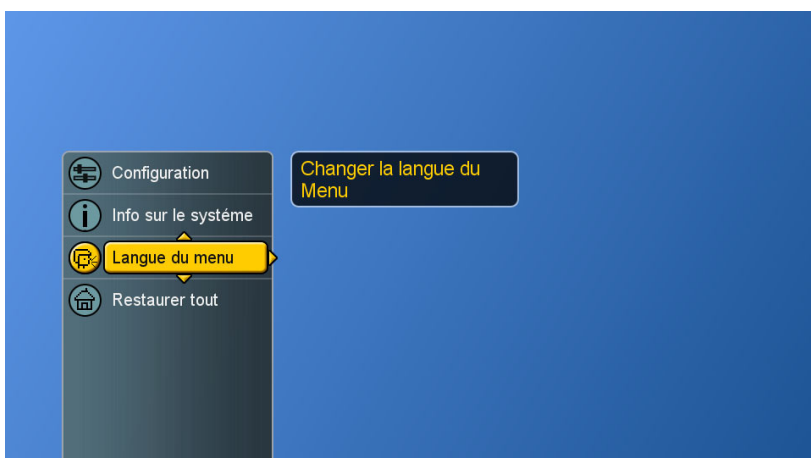 Configuration
Info sur le systéme
Langue du menu
Restaurer tout
Changer la langue du
Menu